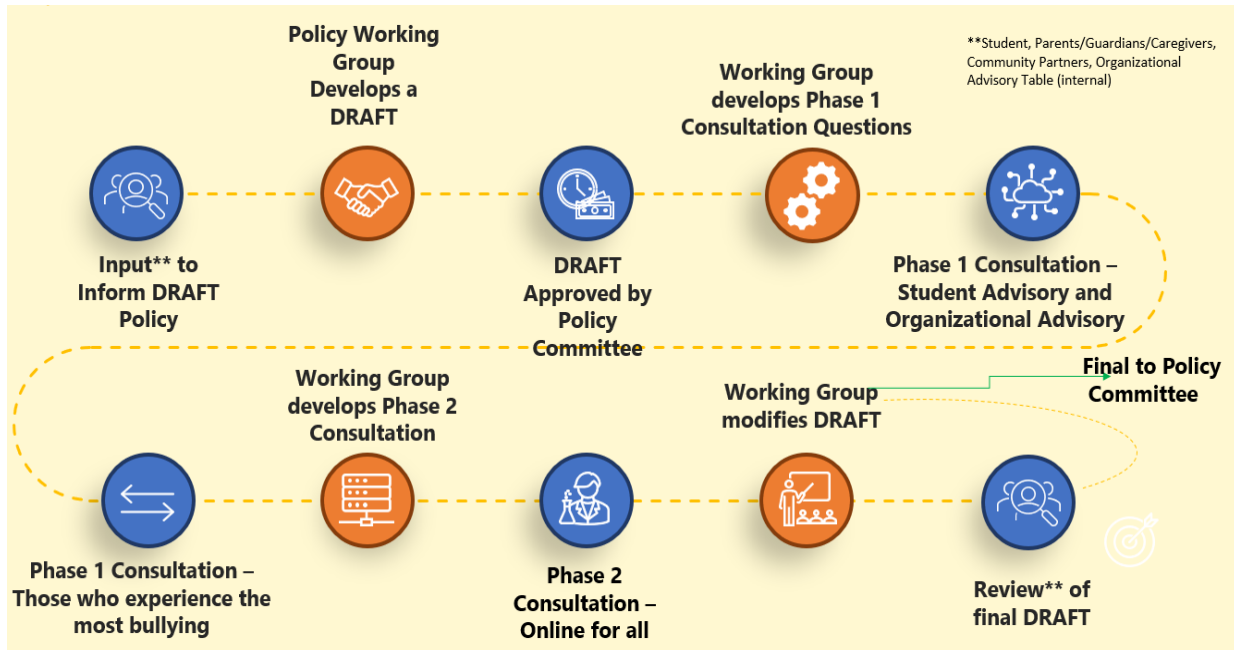 Policy Working
Group
Develops a
DRAFT
Working Group
develops Phase 1
Consultation Questions
**Student, Parents/Guardians/Caregivers,
Community Partners, Organizational
Advisory Table (internal)
Input** to
Inform DRAFT
Policy
DRAFT
Approved by
Policy
Committee
Phase 1 Consultation –
Student Advisory and
Organizational Advisory
Working Group
develops Phase 2
Consultation
Working Group
modifies DRAFT
Final to Policy
Committee
Phase 1 Consultation –
Those who experience the
most bullying
Phase 2
Consultation –
Online for all
Review** of
final DRAFT